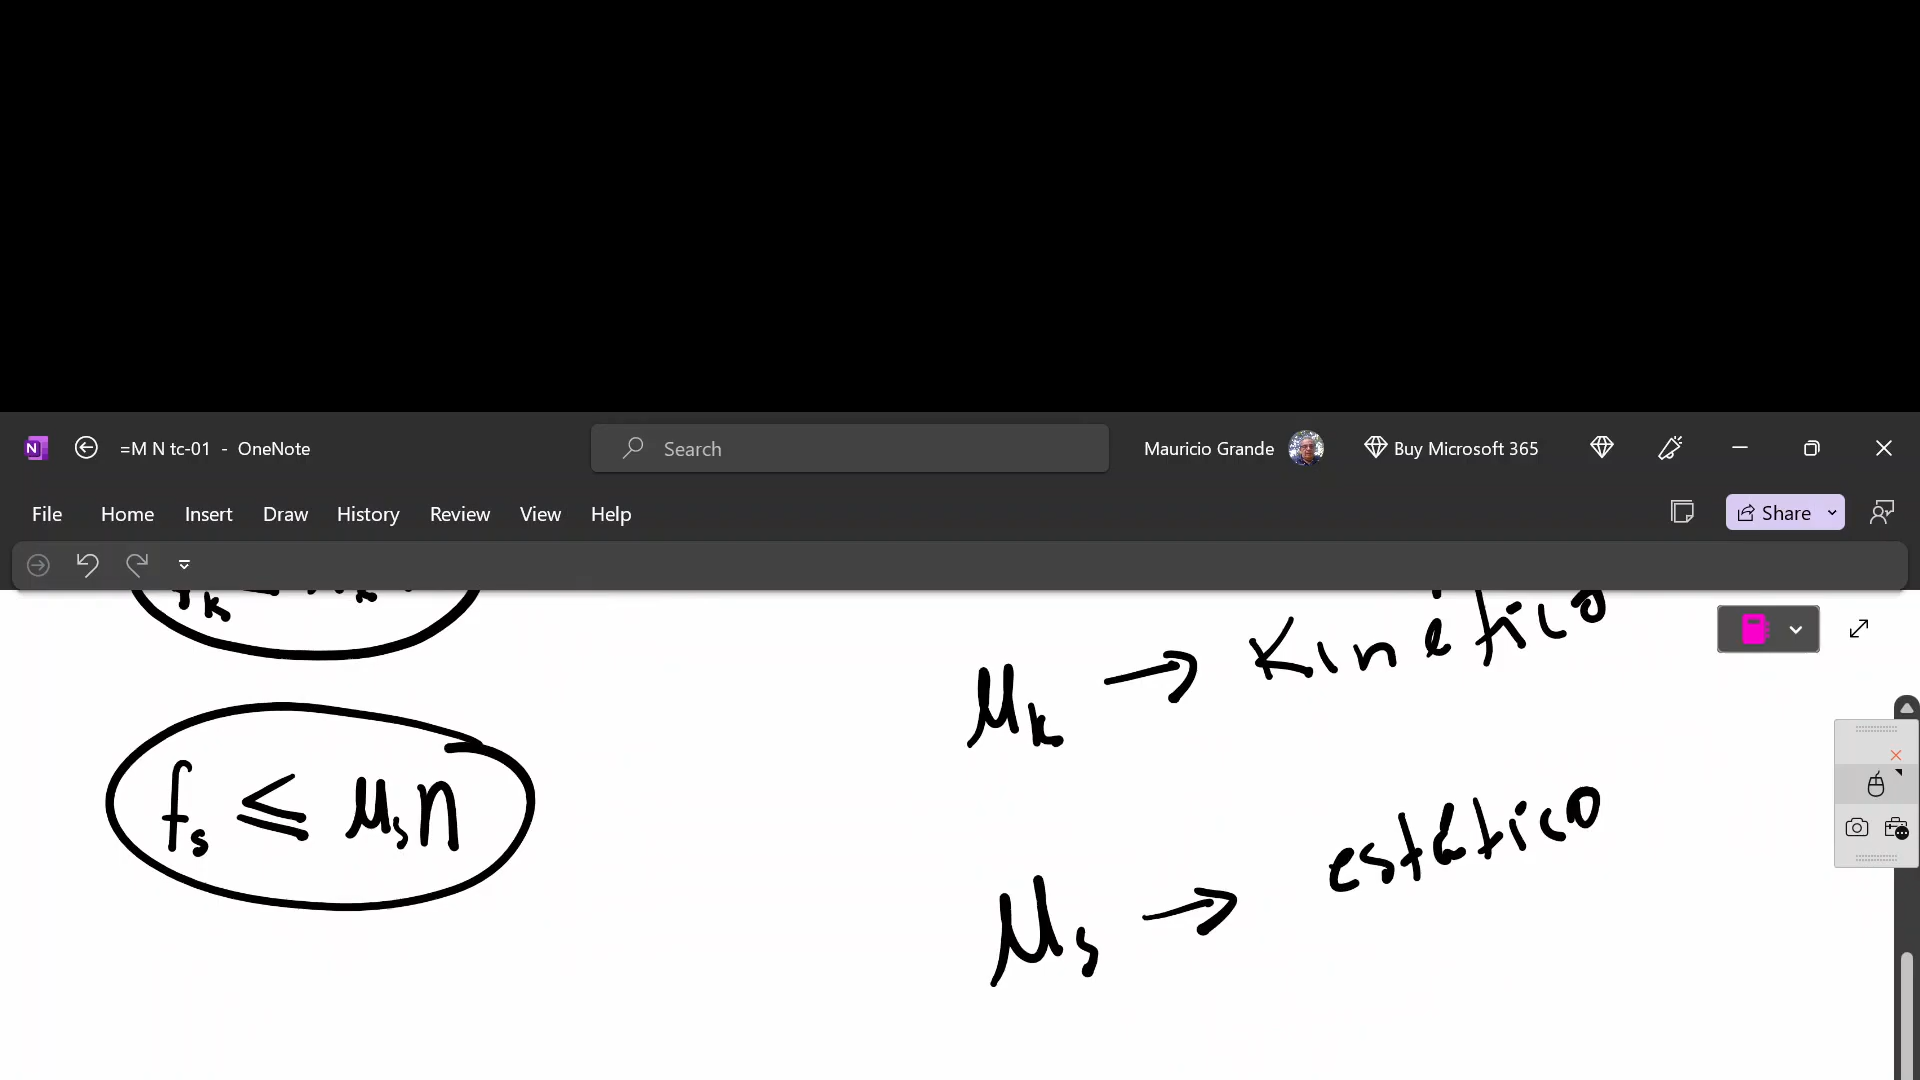 =M N tc-01 - OneNote
Search
Mauricio Grande
Buy Microsoft 365
File Home Insert Draw History Review View Help
Share
μk → Kinético
fs ≤ μs n
μs → estático